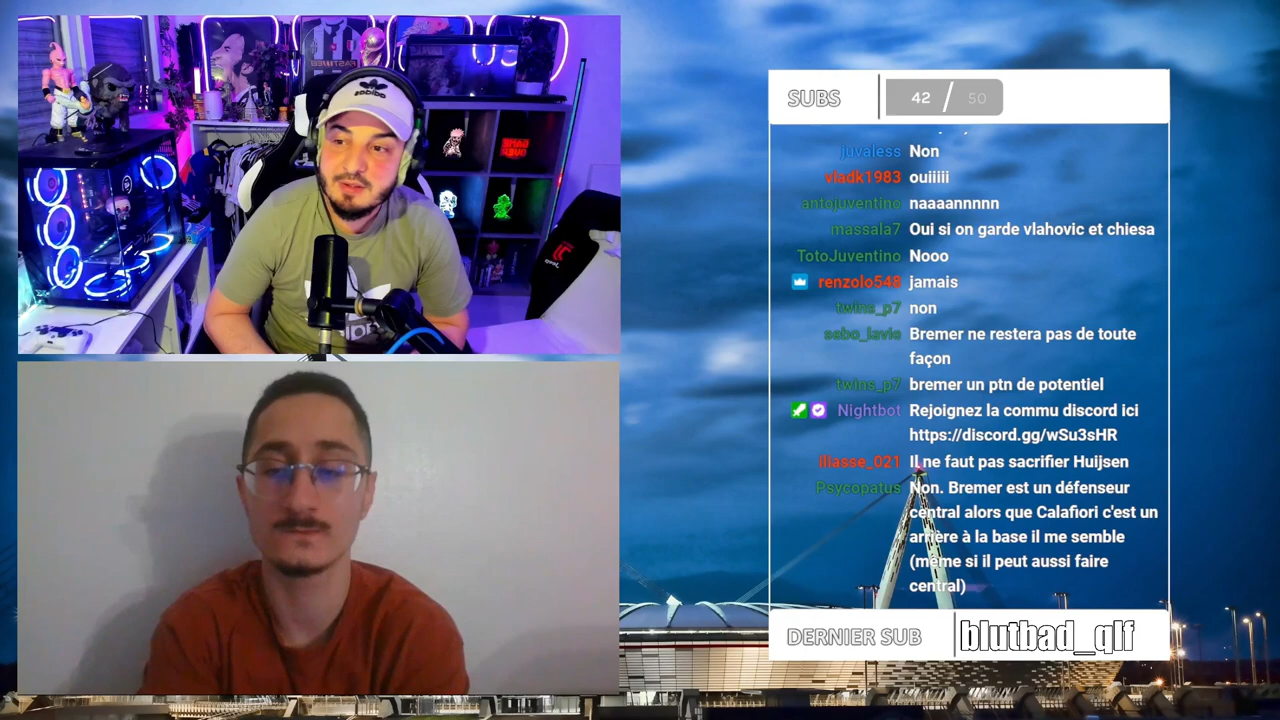 SUBS 42 / 50
juvaless Non
vladk1983 ouiiiii
antojuventino naaaannnnn
massala7 Oui si on garde vlahovic et chiesa
TotoJuventino Nooo
renzolo548 jamais
twins_p7 non
sebo_lavie Bremer ne restera pas de toute
façon
twins_p7 bremer un ptn de potentiel
Nightbot Rejoignez la commu discord ici
https://discord.gg/wSu3sHR
Illasse_021 Il ne faut pas sacrifier Huijsen
Psycopatus Non. Bremer est un défenseur
central alors que Calafiori c'est un
arrière à la base il me semble
(même si il peut aussi faire
central)
DERNIER SUB blutbad_qlf